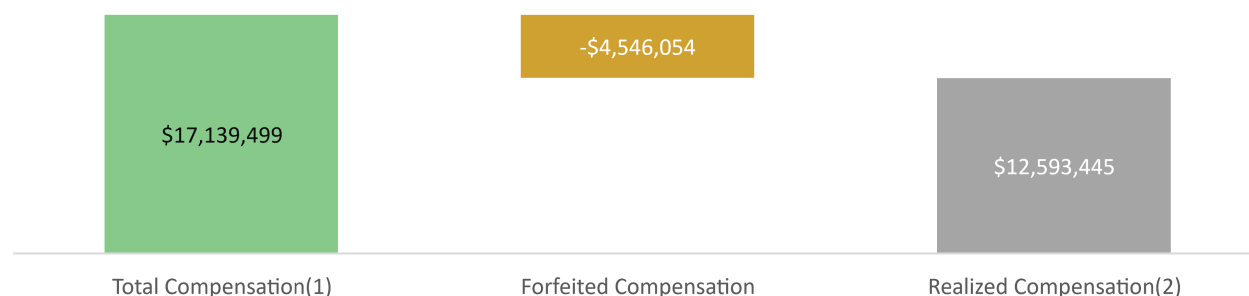 -$4,546,054
$17,139,499
$12,593,445
Total Compensation(1)
Forfeited Compensation
Realized Compensation(2)